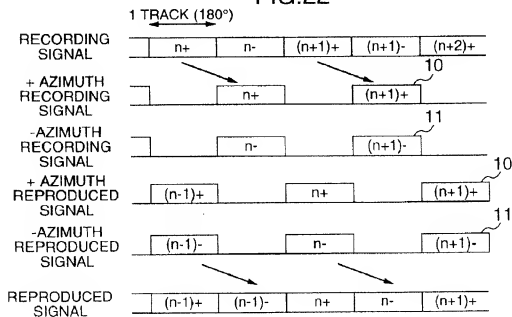 FIG.22
1 TRACK (180°)
RECORDING SIGNAL n+ n- (n+1)+ (n+1)- (n+2)+
10
+ AZIMUTH RECORDING SIGNAL n+ (n+1)+
11
-AZIMUTH RECORDING SIGNAL n- (n+1)-
10
+ AZIMUTH REPRODUCED SIGNAL (n-1)+ n+ (n+1)+
11
-AZIMUTH REPRODUCED SIGNAL (n-1)- n- (n+1)-
REPRODUCED SIGNAL (n-1)+ (n-1)- n+ n- (n+1)+